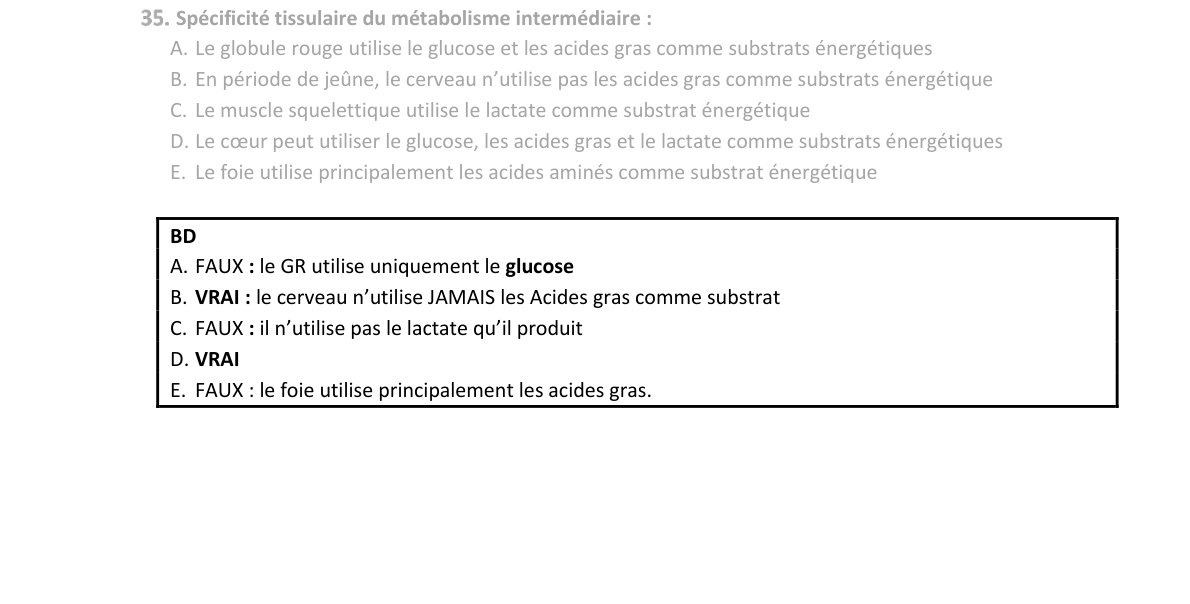 35. Spécificité tissulaire du métabolisme intermédiaire :
A. Le globule rouge utilise le glucose et les acides gras comme substrats énergétiques
B. En période de jeûne, le cerveau n’utilise pas les acides gras comme substrats énergétique
C. Le muscle squelettique utilise le lactate comme substrat énergétique
D. Le cœur peut utiliser le glucose, les acides gras et le lactate comme substrats énergétiques
E. Le foie utilise principalement les acides aminés comme substrat énergétique
BD
A. FAUX : le GR utilise uniquement le glucose
B. VRAI : le cerveau n’utilise JAMAIS les Acides gras comme substrat
C. FAUX : il n’utilise pas le lactate qu’il produit
D. VRAI
E. FAUX : le foie utilise principalement les acides gras.